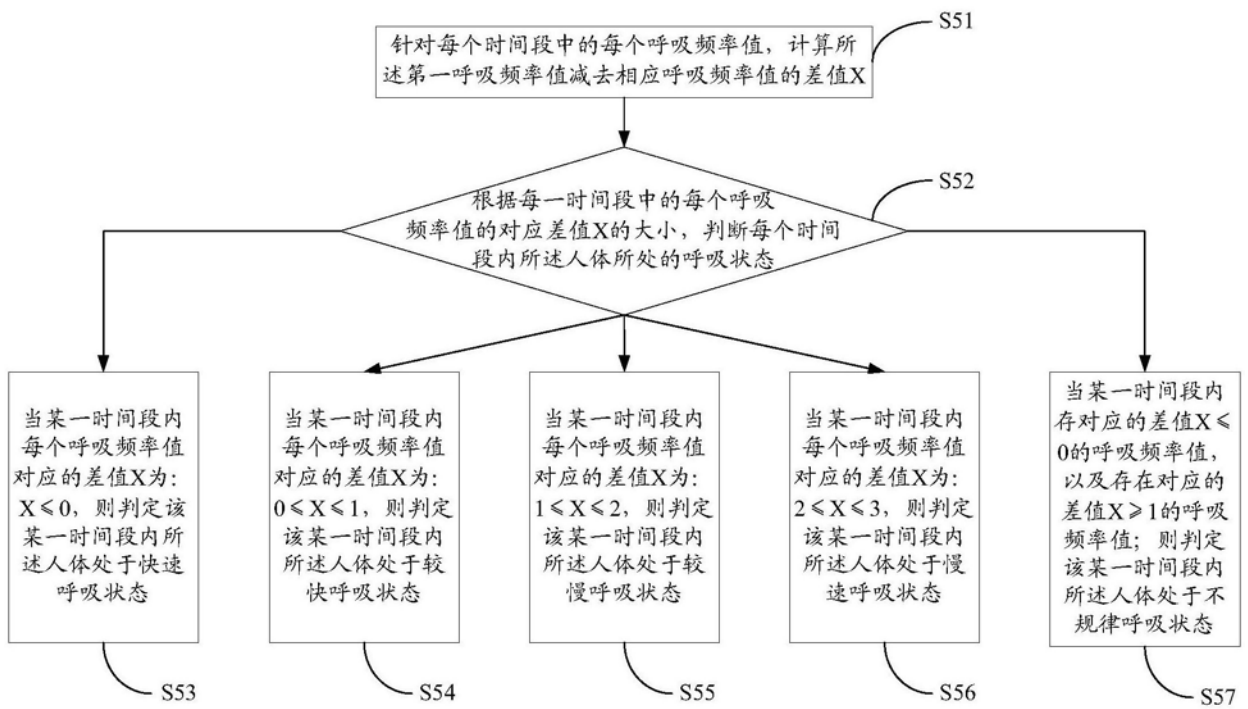 S51
针对每个时间段中的每个呼吸频率值，计算所
述第一呼吸频率值减去相应呼吸频率值的差值X
S52
根据每一时间段中的每个呼吸
频率值的对应差值X的大小，判断每个时间
段内所述人体所处的呼吸状态
当某一时间段内
每个呼吸频率值
对应的差值X为：
X≤0，则判定该
某一时间段内所
述人体处于快速
呼吸状态
S53
当某一时间段内
每个呼吸频率值
对应的差值X为：
0≤X≤1，则判定
该某一时间段内
所述人体处于较
快呼吸状态
S54
当某一时间段内
每个呼吸频率值
对应的差值X为：
1≤X≤2，则判定
该某一时间段内
所述人体处于较
慢呼吸状态
S55
当某一时间段内
每个呼吸频率值
对应的差值X为：
2≤X≤3，则判定
该某一时间段内
所述人体处于慢
速呼吸状态
S56
当某一时间段内
存对应的差值X≤
0的呼吸频率值，
以及存在对应的
差值X≥1的呼吸
频率值；则判定
该某一时间段内
所述人体处于不
规律呼吸状态
S57